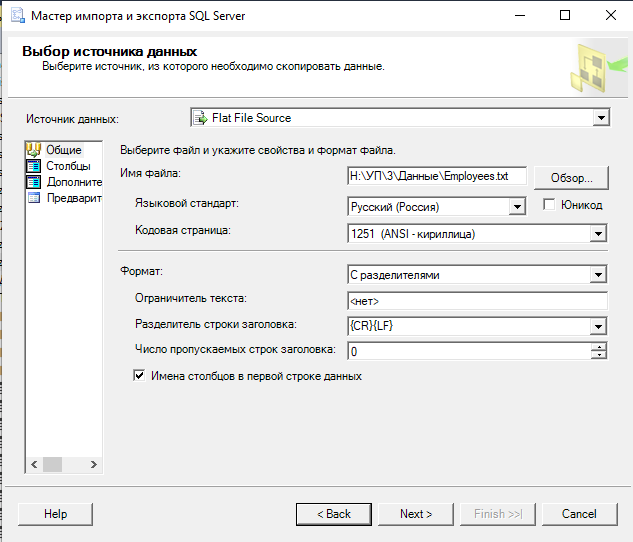 Мастер импорта и экспорта SQL Server
Выбор источника данных
Выберите источник, из которого необходимо скопировать данные.
Источник данных:
Flat File Source
Общие
Столбцы
Дополните
Предварит
Выберите файл и укажите свойства и формат файла.
Имя файла:
H:\УП\3\Данные\Employees.txt
Обзор...
Языковой стандарт:
Русский (Россия)
Юникод
Кодовая страница:
1251 (ANSI - кириллица)
Формат:
С разделителями
Ограничитель текста:
<нет>
Разделитель строки заголовка:
{CR}{LF}
Число пропускаемых строк заголовка:
0
Имена столбцов в первой строке данных
Help
< Back
Next >
Finish >>|
Cancel